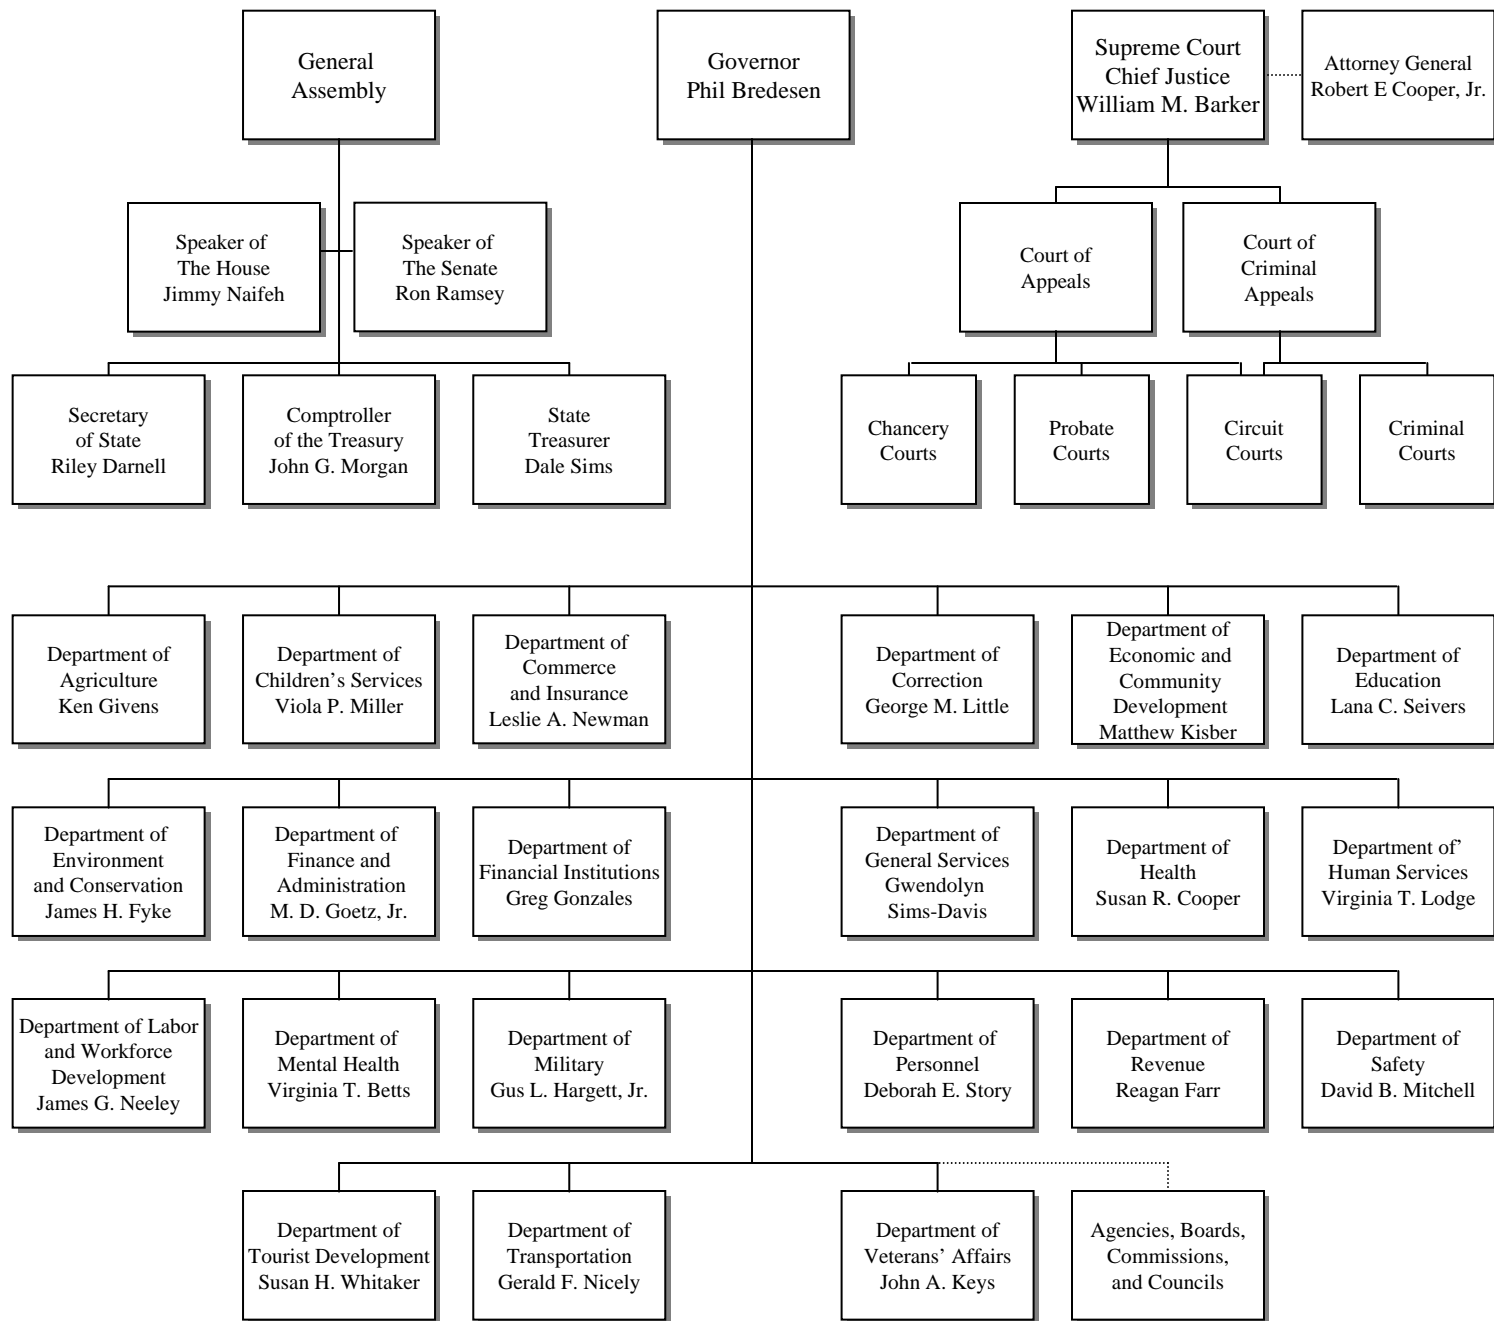 General
Assembly
Governor
Phil Bredesen
Supreme Court
Chief Justice
William M. Barker
Attorney General
Robert E Cooper, Jr.
Speaker of
The House
Jimmy Naifeh
Speaker of
The Senate
Ron Ramsey
Court of
Appeals
Court of
Criminal
Appeals
Secretary
of State
Riley Darnell
Comptroller
of the Treasury
John G. Morgan
State
Treasurer
Dale Sims
Chancery
Courts
Probate
Courts
Circuit
Courts
Criminal
Courts
Department of
Agriculture
Ken Givens
Department of
Children’s Services
Viola P. Miller
Department of
Commerce
and Insurance
Leslie A. Newman
Department of
Correction
George M. Little
Department of
Economic and
Community
Development
Matthew Kisber
Department of
Education
Lana C. Seivers
Department of
Environment
and Conservation
James H. Fyke
Department of
Finance and
Administration
M. D. Goetz, Jr.
Department of
Financial Institutions
Greg Gonzales
Department of
General Services
Gwendolyn
Sims-Davis
Department of
Health
Susan R. Cooper
Department of’
Human Services
Virginia T. Lodge
Department of Labor
and Workforce
Development
James G. Neeley
Department of
Mental Health
Virginia T. Betts
Department of
Military
Gus L. Hargett, Jr.
Department of
Personnel
Deborah E. Story
Department of
Revenue
Reagan Farr
Department of
Safety
David B. Mitchell
Department of
Tourist Development
Susan H. Whitaker
Department of
Transportation
Gerald F. Nicely
Department of
Veterans’ Affairs
John A. Keys
Agencies, Boards,
Commissions,
and Councils